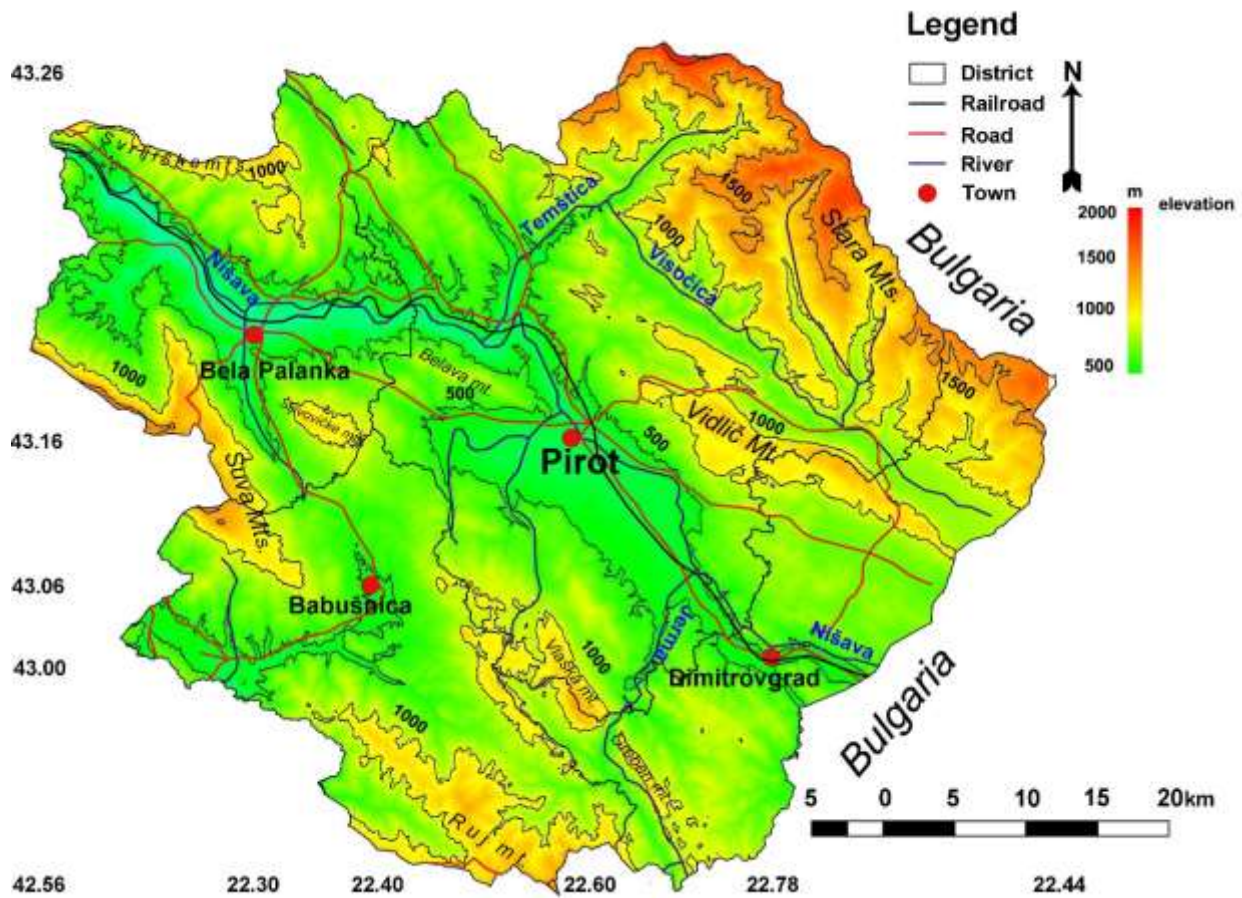 Legend
District
Railroad
Road
River
Town
N
m elevation
2000
1500
1000
500
43.26
43.16
43.06
43.00
42.56
22.30
22.40
22.60
22.78
22.44
1000
Nišava
Temštica
Visočica
1000
1500
Stara Mts.
Bulgaria
Bela Palanka
Belava mt.
500
1000
Pirot
500
Vidlič Mt.
1000
1500
Suva Mts.
Babušnica
Jerma
Nišava
Dimitrovgrad
Vlaška mt.
1000
1000
Ruj mt.
Bulgaria
5 0 5 10 15 20km